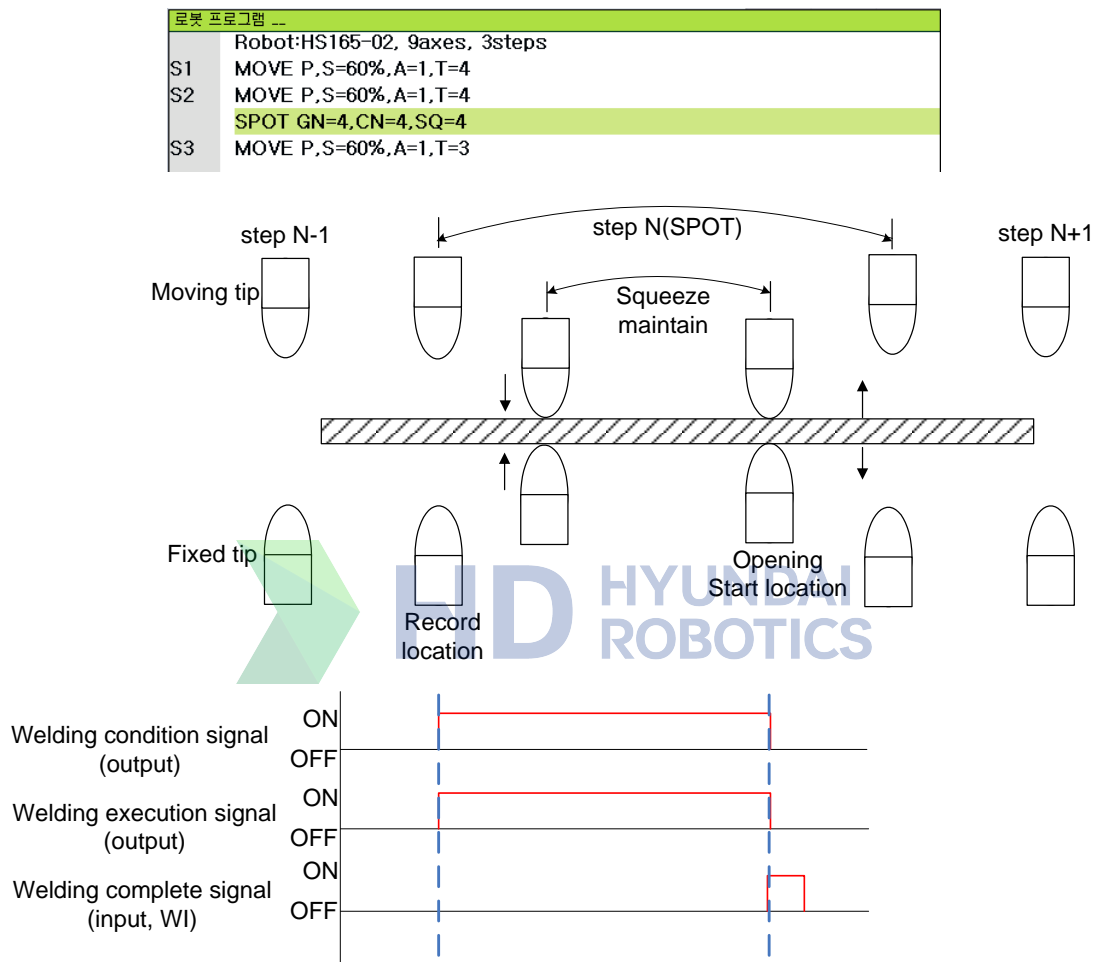 로봇 프로그램 __
Robot:HS165-02, 9axes, 3steps
S1 MOVE P,S=60%,A=1,T=4
S2 MOVE P,S=60%,A=1,T=4
SPOT GN=4,CN=4,SQ=4
S3 MOVE P,S=60%,A=1,T=3
step N-1
step N(SPOT)
step N+1
Moving tip
Squeeze
maintain
Fixed tip
Opening
Start location
Record
location
HD HYUNDAI
ROBOTICS
Welding condition signal
(output)
ON
OFF
Welding execution signal
(output)
ON
OFF
Welding complete signal
(input, WI)
ON
OFF